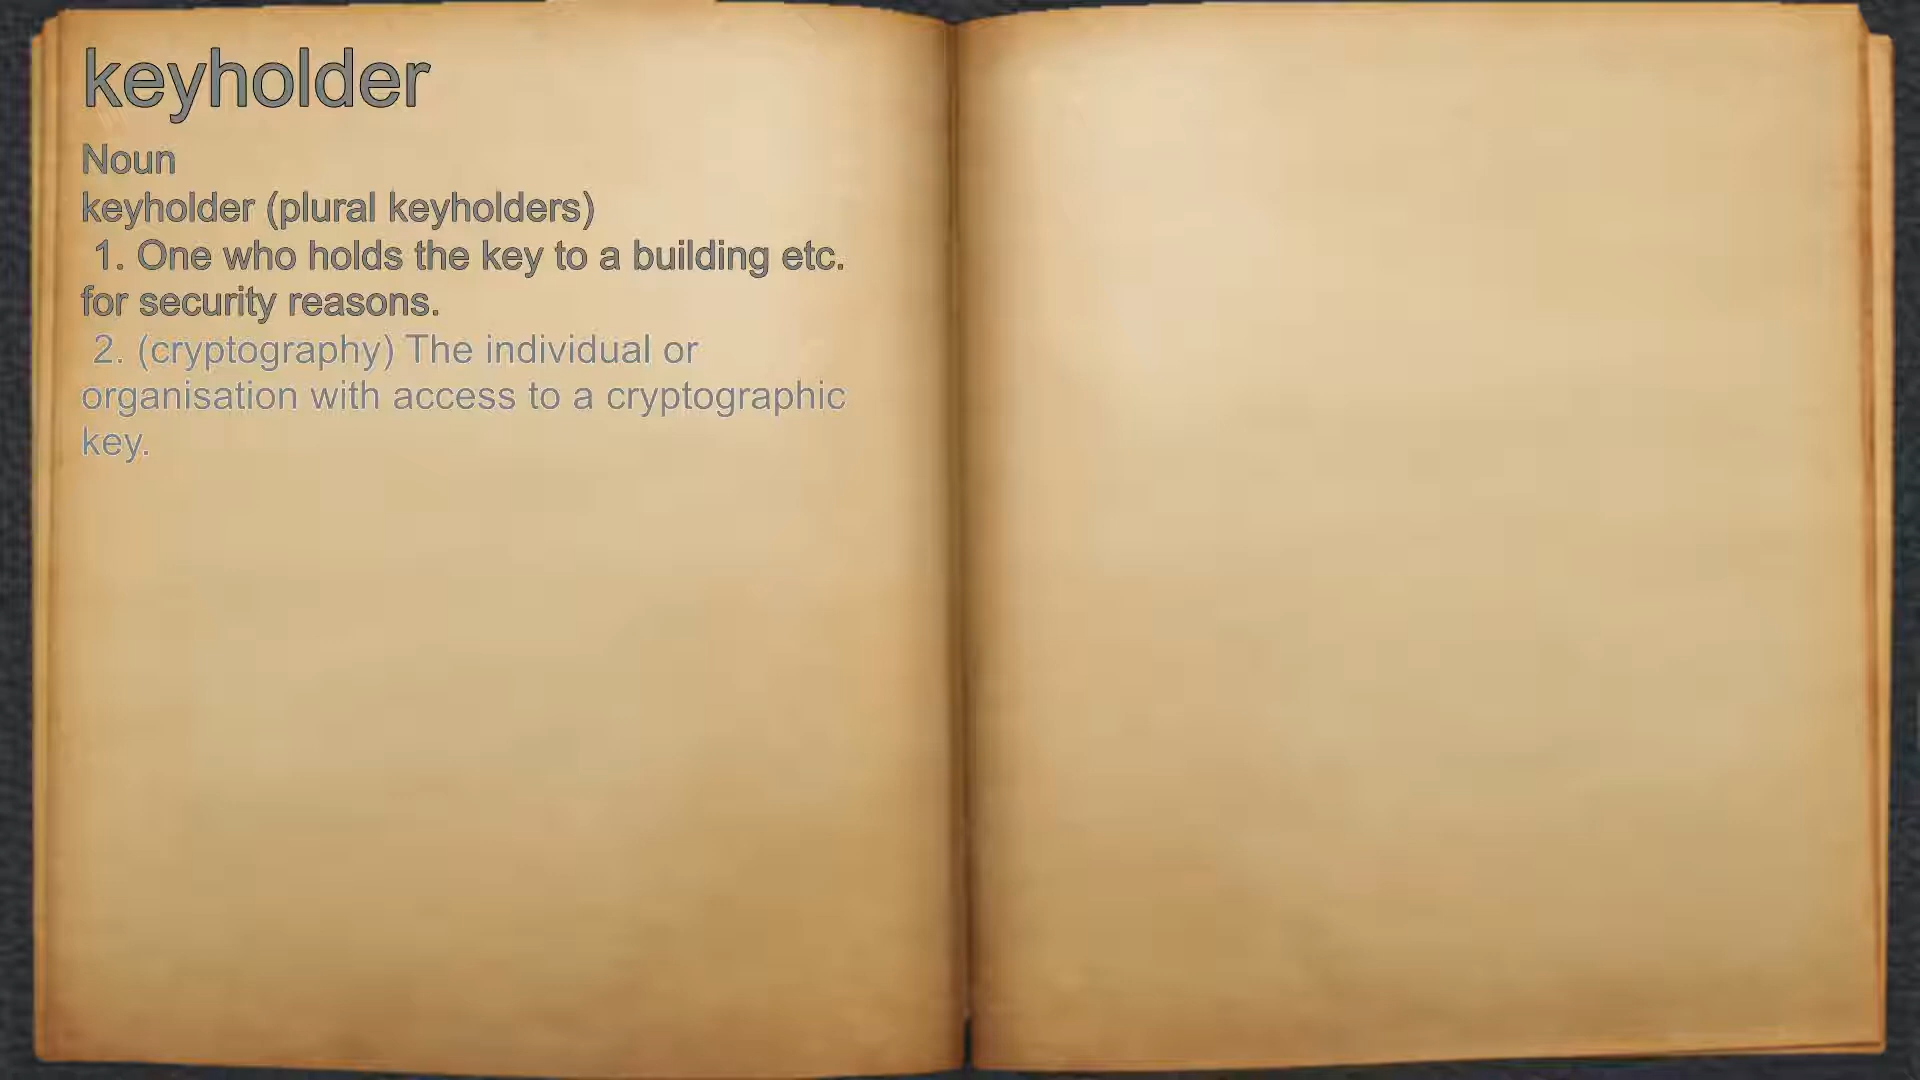 keyholder
Noun
keyholder (plural keyholders)
1. One who holds the key to a building etc.
for security reasons.
2. (cryptography) The individual or
organisation with access to a cryptographic
key.